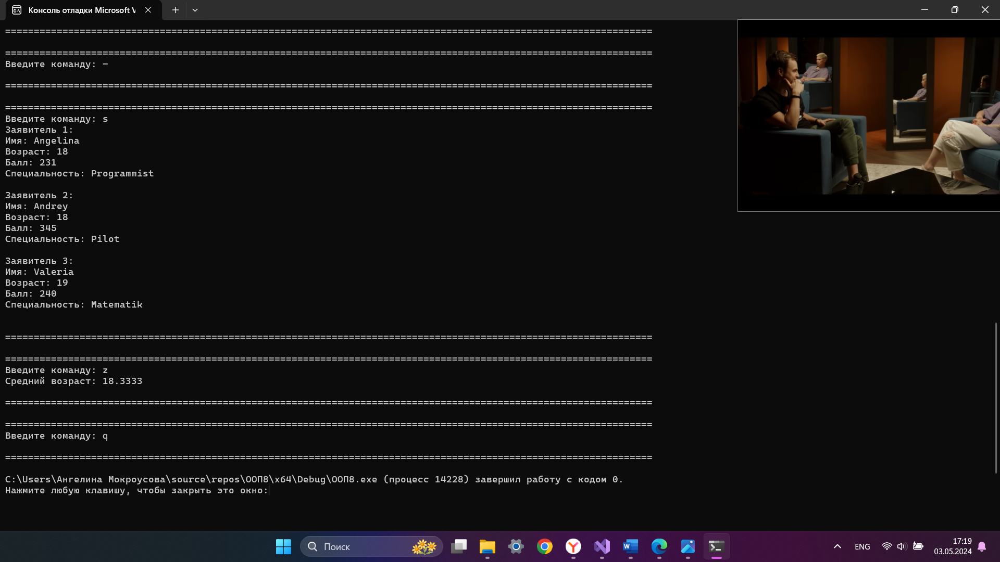 Консоль отладки Microsoft V
====================================================================================================================
====================================================================================================================
Введите команду: -
====================================================================================================================
====================================================================================================================
Введите команду: s
Заявитель 1:
Имя: Angelina
Возраст: 18
Балл: 231
Специальность: Programmist
Заявитель 2:
Имя: Andrey
Возраст: 18
Балл: 345
Специальность: Pilot
Заявитель 3:
Имя: Valeria
Возраст: 19
Балл: 240
Специальность: Matematik
====================================================================================================================
====================================================================================================================
Введите команду: z
Средний возраст: 18.3333
====================================================================================================================
====================================================================================================================
Введите команду: q
====================================================================================================================
C:\Users\Ангелина Мокроусова\source\repos\ООП8\x64\Debug\ООП8.exe (процесс 14228) завершил работу с кодом 0.
Нажмите любую клавишу, чтобы закрыть это окно:
Поиск
ENG
17:19
03.05.2024